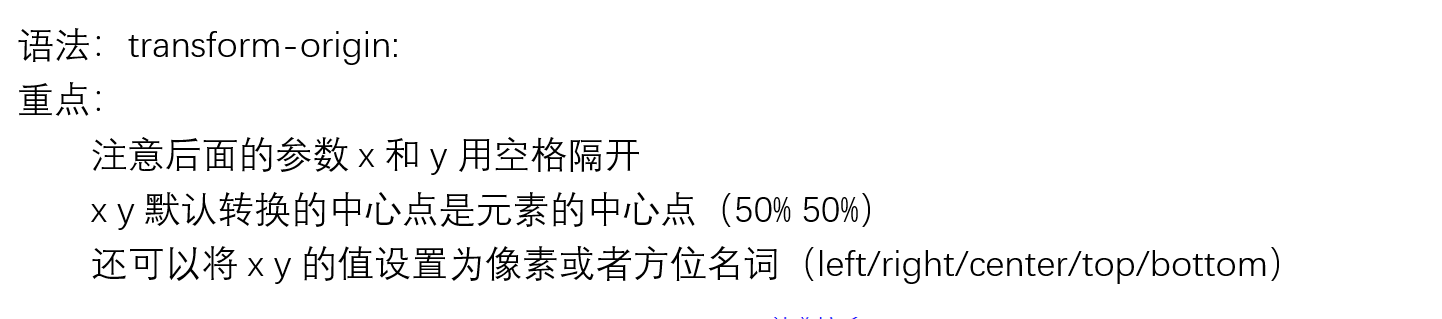 语法：transform-origin:
重点：
注意后面的参数 x 和 y 用空格隔开
x y 默认转换的中心点是元素的中心点（50% 50%）
还可以将 x y 的值设置为像素或者方位名词（left/right/center/top/bottom）